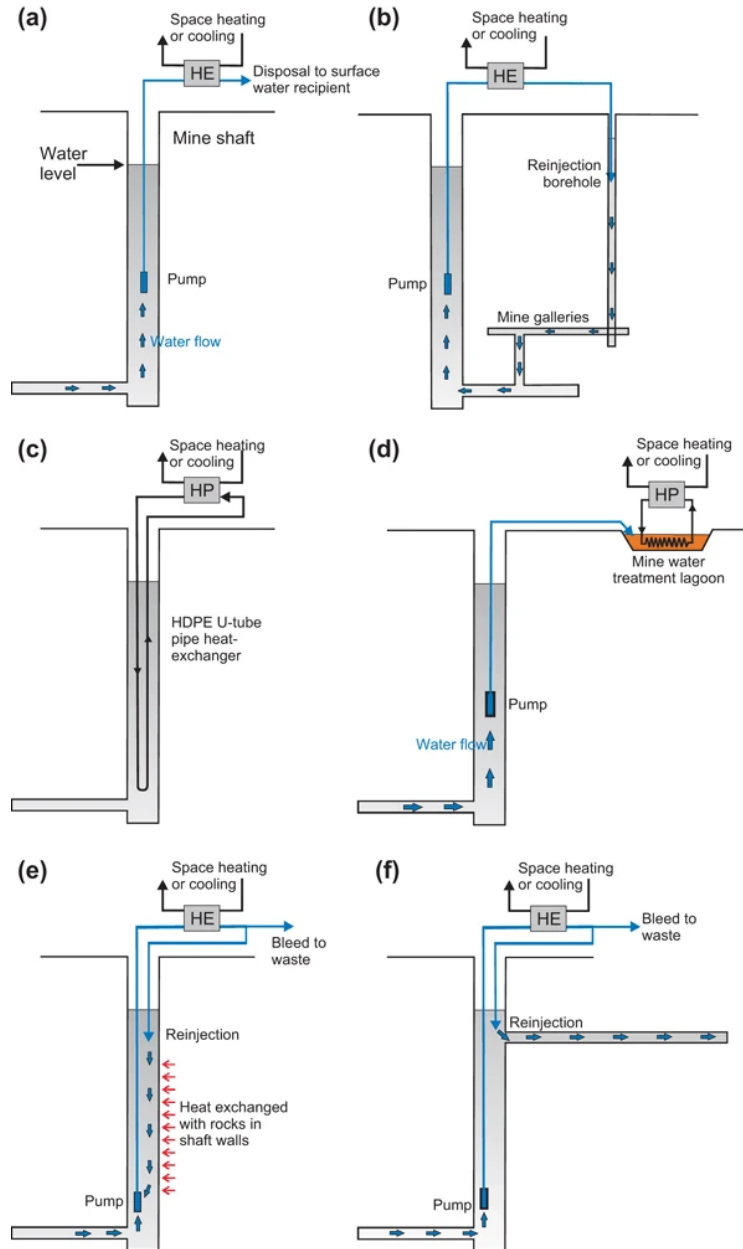 (a)
Space heating
or cooling
HE
Disposal to surface
water recipient
Mine shaft
Water
level
Pump
Water flow
(b)
Space heating
or cooling
HE
Reinjection
borehole
Pump
Mine galleries
(c)
Space heating
or cooling
HP
HDPE U-tube
pipe heat-
exchanger
(d)
Space heating
or cooling
HP
Mine water
treatment lagoon
Pump
Water flow
(e)
Space heating
or cooling
HE
Bleed to
waste
Reinjection
Heat exchanged
with rocks in
shaft walls
Pump
(f)
Space heating
or cooling
HE
Bleed to
waste
Reinjection
Pump